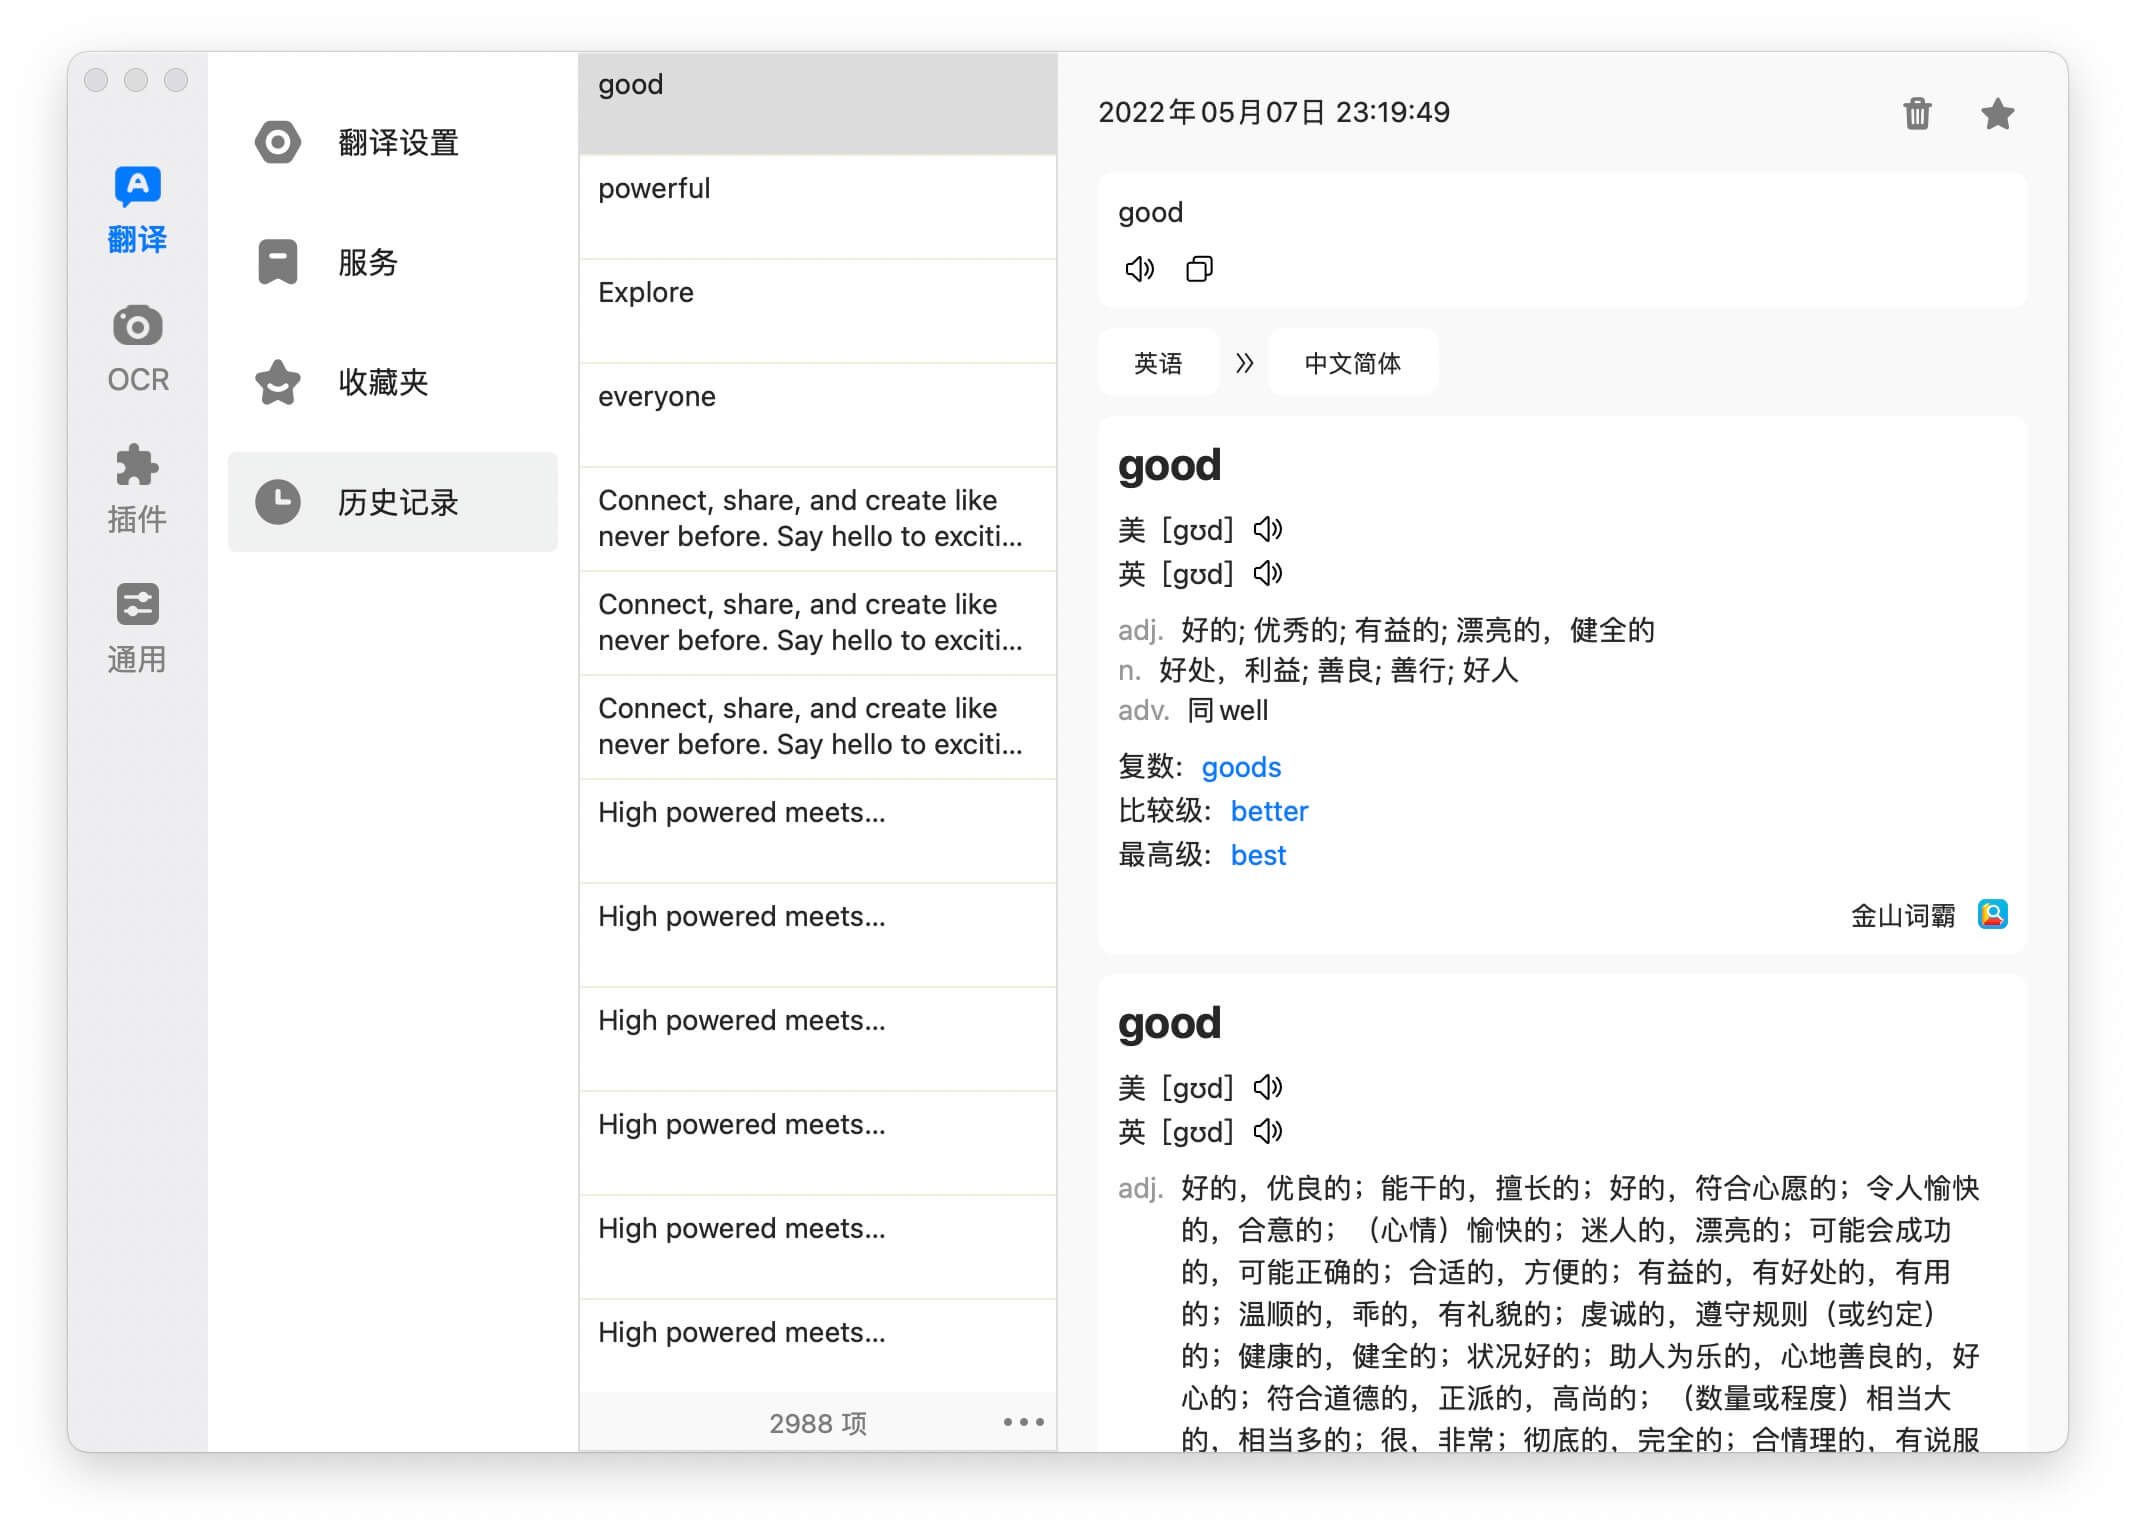 翻译
OCR
插件
通用
翻译设置
服务
收藏夹
历史记录
good
powerful
Explore
everyone
Connect, share, and create like
never before. Say hello to exciti...
Connect, share, and create like
never before. Say hello to exciti...
Connect, share, and create like
never before. Say hello to exciti...
High powered meets...
High powered meets...
High powered meets...
High powered meets...
High powered meets...
High powered meets...
2988 项
2022年05月07日 23:19:49
good
英语 » 中文简体
good
美 [gʊd]
英 [gʊd]
adj. 好的; 优秀的; 有益的; 漂亮的，健全的
n. 好处，利益; 善良; 善行; 好人
adv. 同well
复数: goods
比较级: better
最高级: best
金山词霸
good
美 [gʊd]
英 [gʊd]
adj. 好的，优良的；能干的，擅长的；好的，符合心愿的；令人愉快
的，合意的；（心情）愉快的；迷人的，漂亮的；可能会成功
的，可能正确的；合适的，方便的；有益的，有好处的，有用
的；温顺的，乖的，有礼貌的；虔诚的，遵守规则（或约定）
的；健康的，健全的；状况好的；助人为乐的，心地善良的，好
心的；符合道德的，正派的，高尚的；（数量或程度）相当大
的，相当多的；很，非常；彻底的，完全的；合情理的，有说服